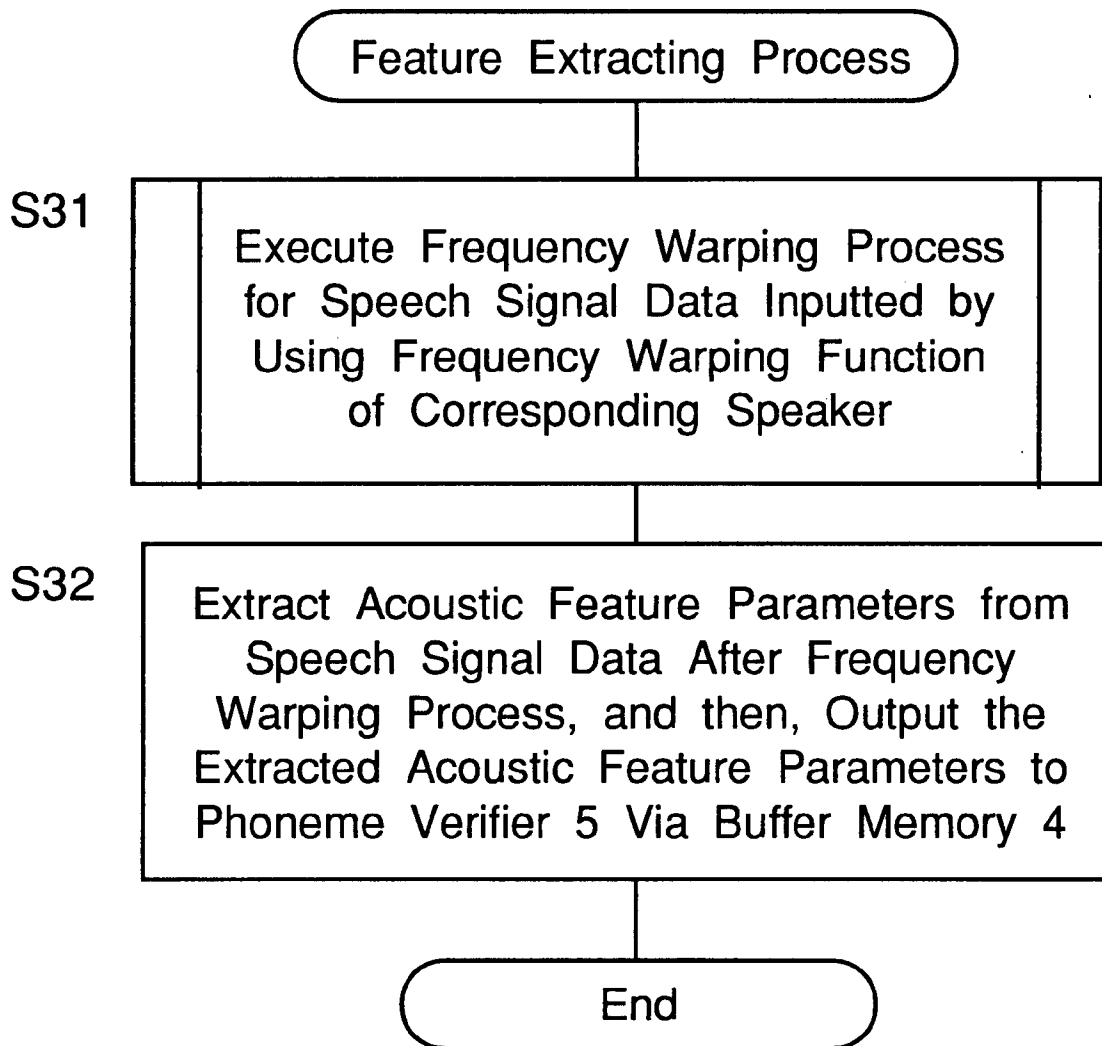 Feature Extracting Process
S31
Execute Frequency Warping Process
for Speech Signal Data Inputted by
Using Frequency Warping Function
of Corresponding Speaker
S32
Extract Acoustic Feature Parameters from
Speech Signal Data After Frequency
Warping Process, and then, Output the
Extracted Acoustic Feature Parameters to
Phoneme Verifier 5 Via Buffer Memory 4
End